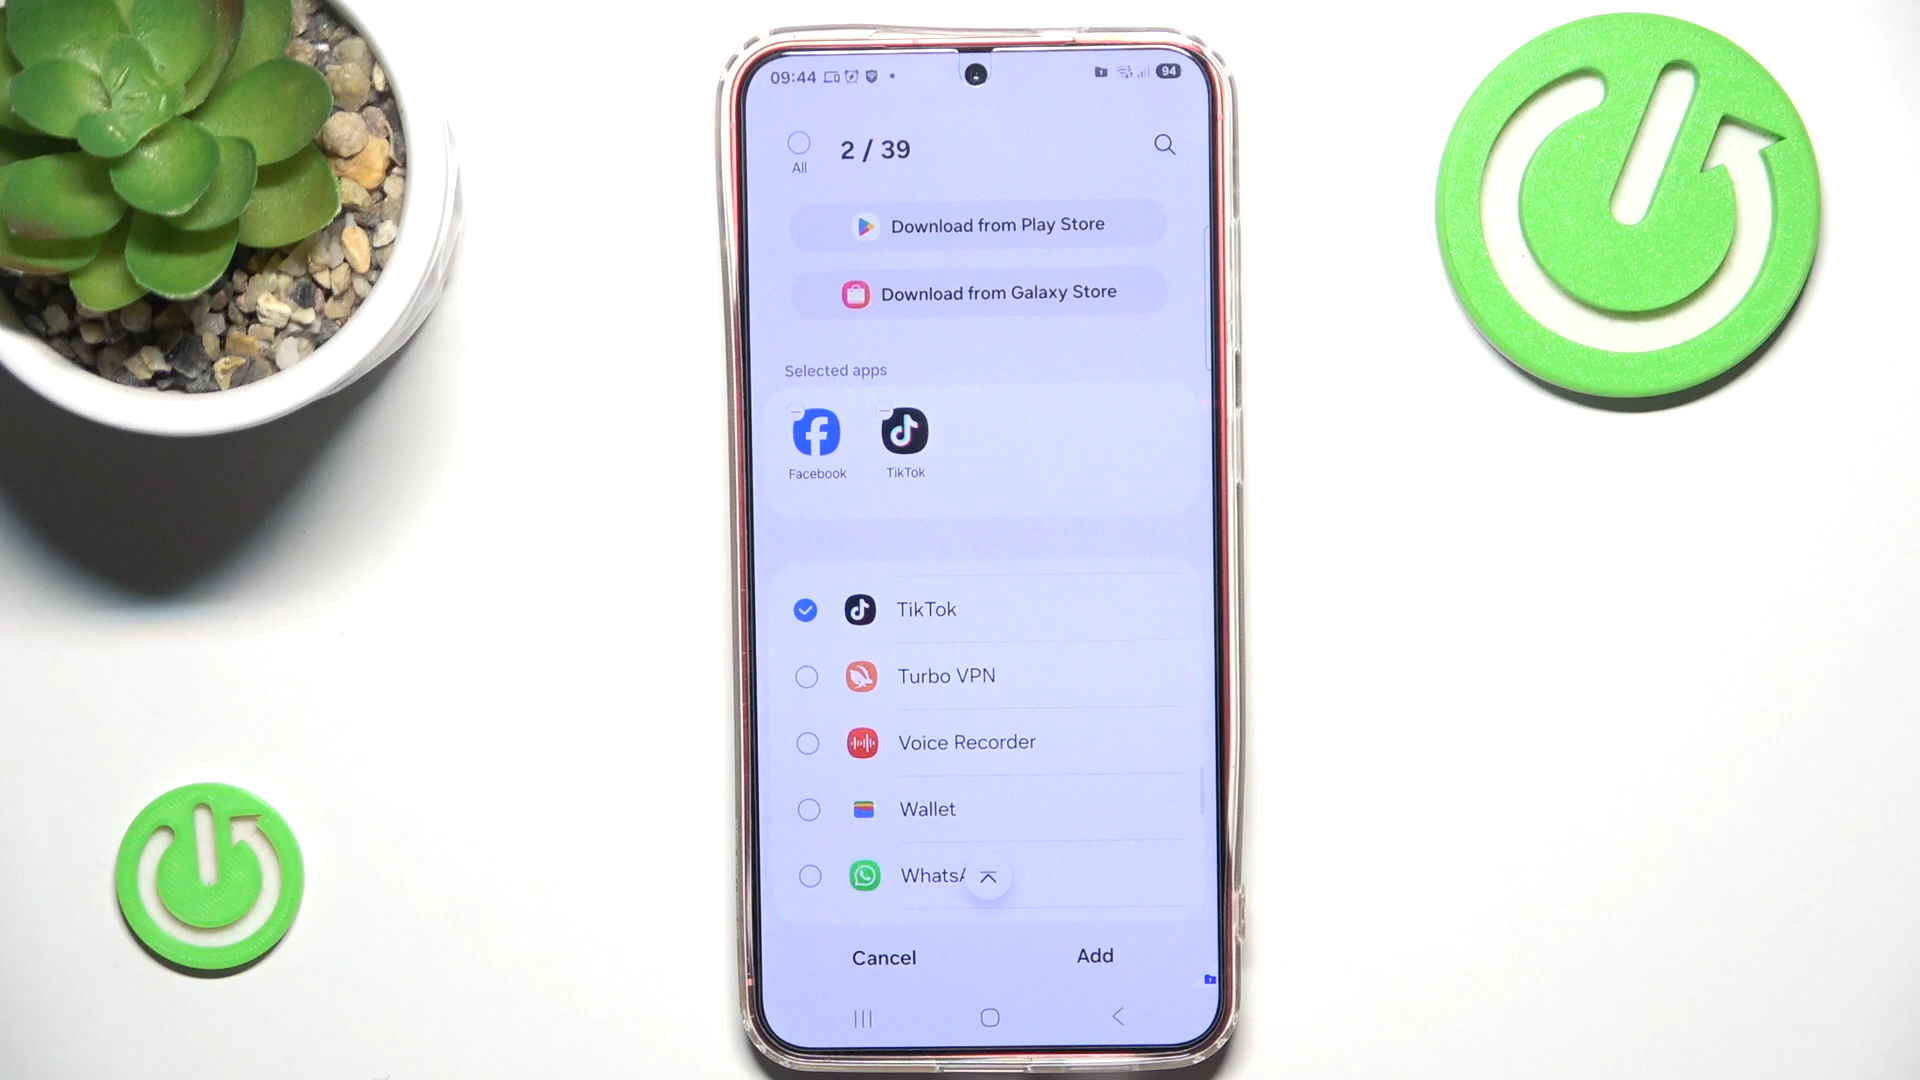 09:44
94
All
2 / 39
Download from Play Store
Download from Galaxy Store
Selected apps
Facebook
TikTok
TikTok
Turbo VPN
Voice Recorder
Wallet
WhatsA
Cancel
Add